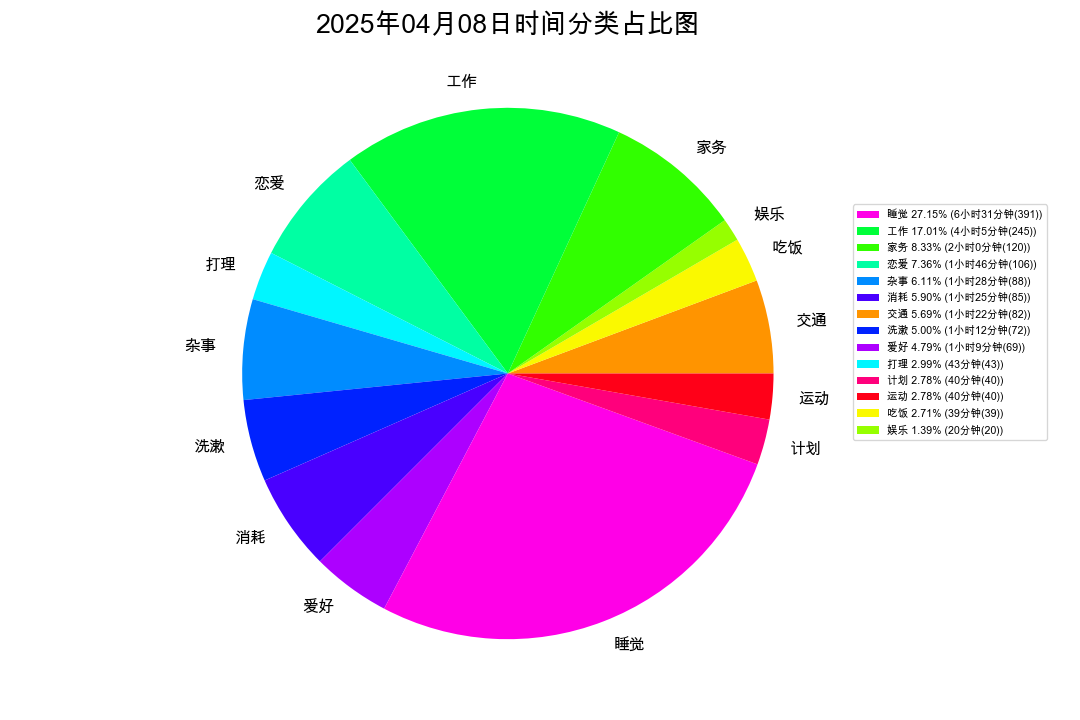 2025年04月08日时间分类占比图
工作
家务
恋爱
娱乐
吃饭
打理
交通
杂事
运动
洗漱
计划
消耗
爱好
睡觉
睡觉 27.15% (6小时31分钟(391))
工作 17.01% (4小时5分钟(245))
家务 8.33% (2小时0分钟(120))
恋爱 7.36% (1小时46分钟(106))
杂事 6.11% (1小时28分钟(88))
消耗 5.90% (1小时25分钟(85))
交通 5.69% (1小时22分钟(82))
洗漱 5.00% (1小时12分钟(72))
爱好 4.79% (1小时9分钟(69))
打理 2.99% (43分钟(43))
计划 2.78% (40分钟(40))
运动 2.78% (40分钟(40))
吃饭 2.71% (39分钟(39))
娱乐 1.39% (20分钟(20))